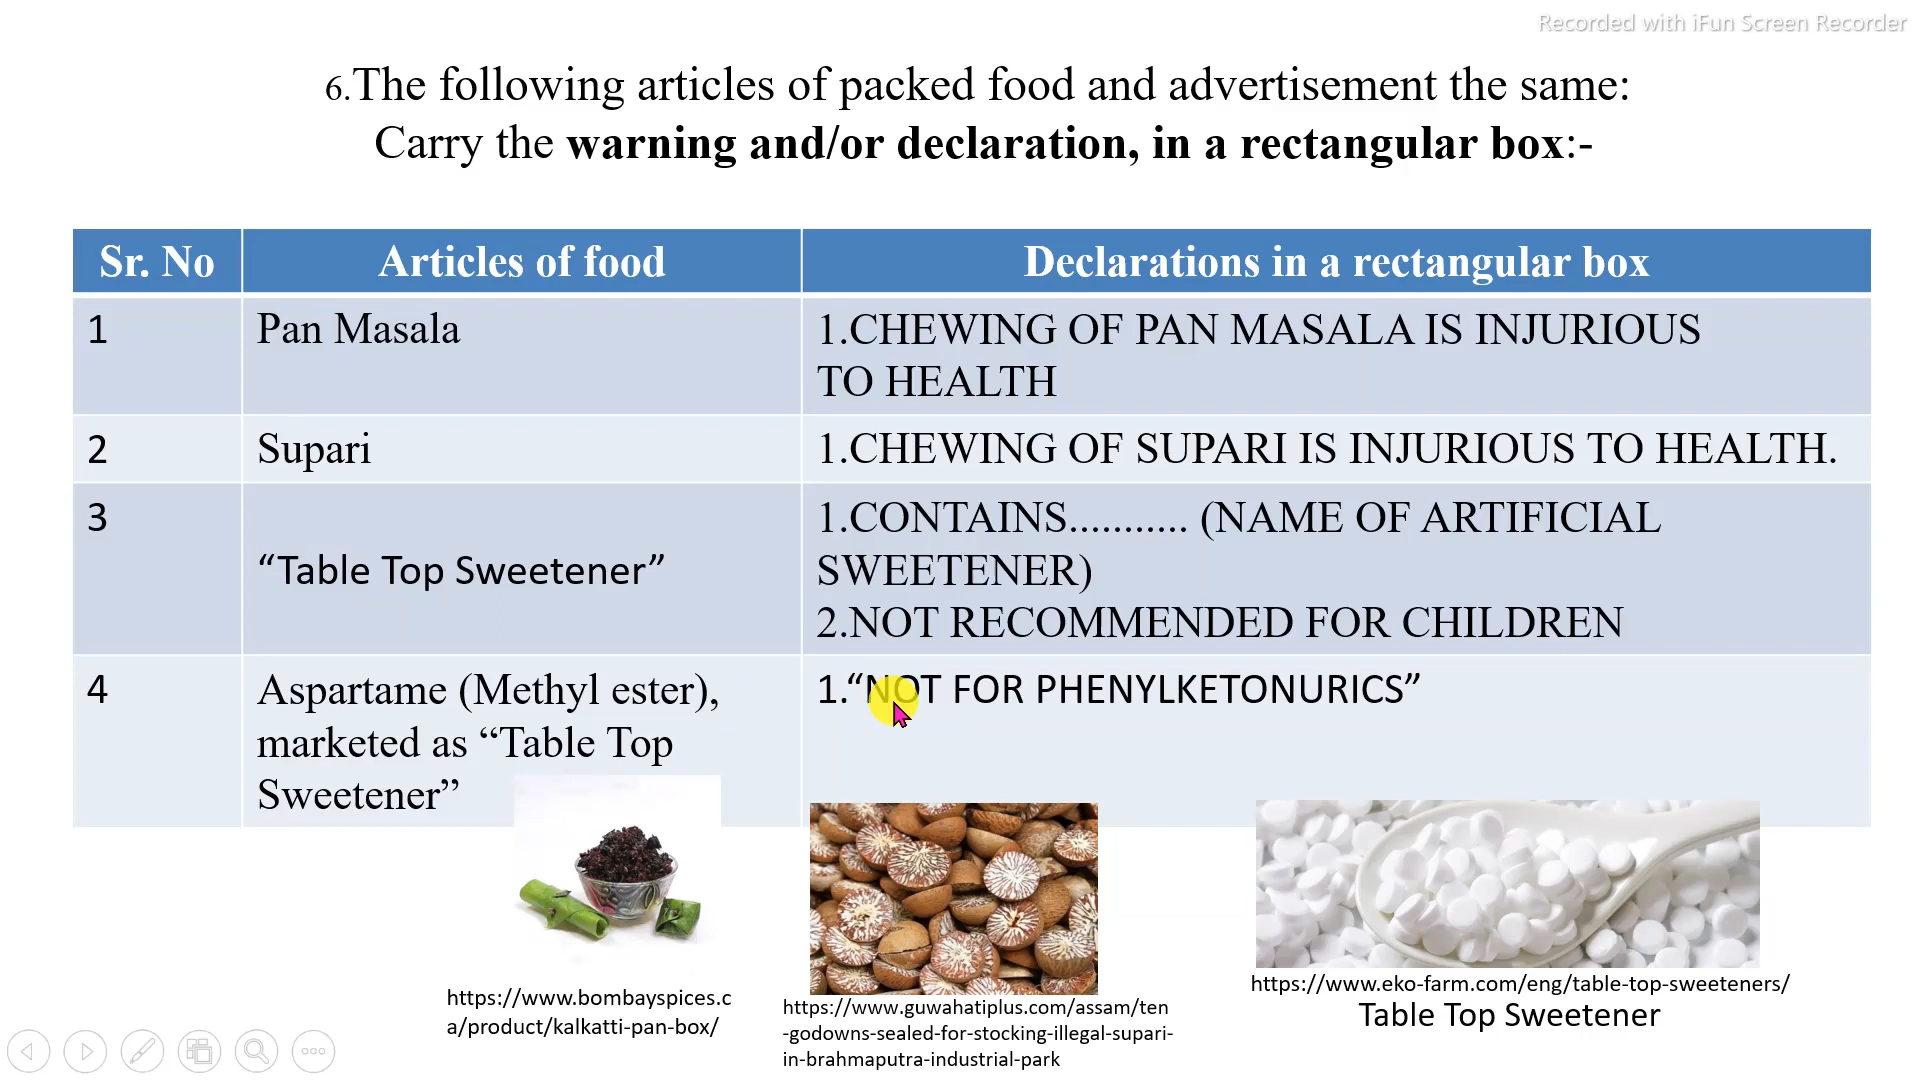 Recorded with iFun Screen Recorder
6.The following articles of packed food and advertisement the same:
Carry the warning and/or declaration, in a rectangular box:-
Sr. No
Articles of food
Declarations in a rectangular box
1
Pan Masala
1.CHEWING OF PAN MASALA IS INJURIOUS
TO HEALTH
2
Supari
1.CHEWING OF SUPARI IS INJURIOUS TO HEALTH.
3
“Table Top Sweetener”
1.CONTAINS........... (NAME OF ARTIFICIAL
SWEETENER)
2.NOT RECOMMENDED FOR CHILDREN
4
Aspartame (Methyl ester),
marketed as “Table Top
Sweetener”
1.“NOT FOR PHENYLKETONURICS”
https://www.bombayspices.c
a/product/kalkatti-pan-box/
https://www.guwahatiplus.com/assam/ten
-godowns-sealed-for-stocking-illegal-supari-
in-brahmaputra-industrial-park
https://www.eko-farm.com/eng/table-top-sweeteners/
Table Top Sweetener